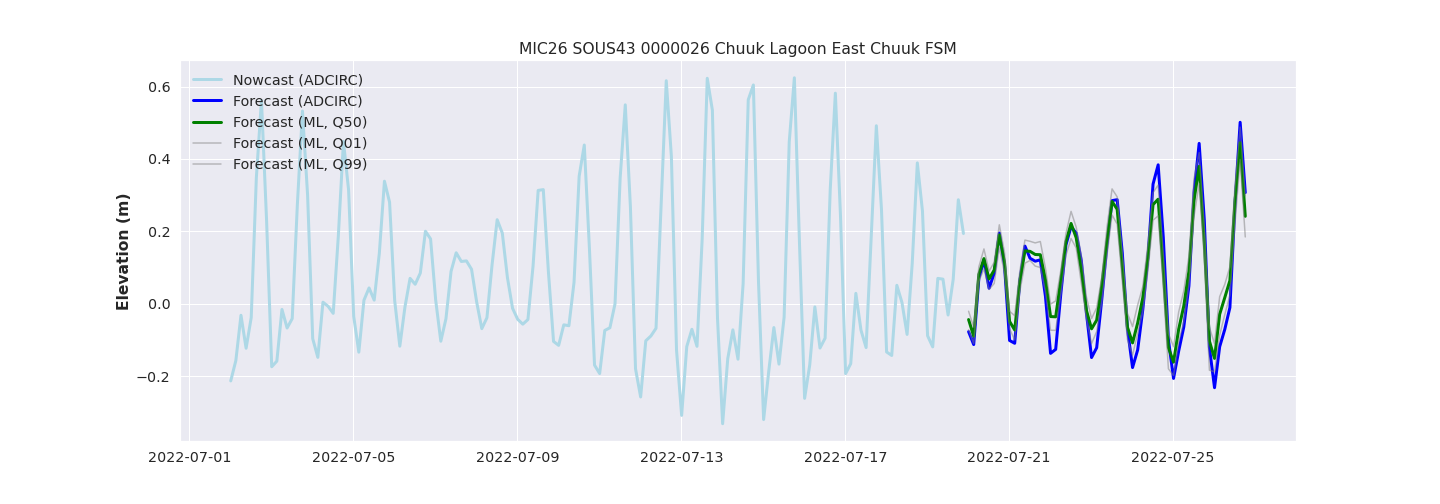 MIC26 SOUS43 0000026 Chuuk Lagoon East Chuuk FSM
Nowcast (ADCIRC)
Forecast (ADCIRC)
Forecast (ML, Q50)
Forecast (ML, Q01)
Forecast (ML, Q99)
Elevation (m)
0.6
0.4
0.2
0.0
−0.2
2022-07-01 2022-07-05 2022-07-09 2022-07-13 2022-07-17 2022-07-21 2022-07-25